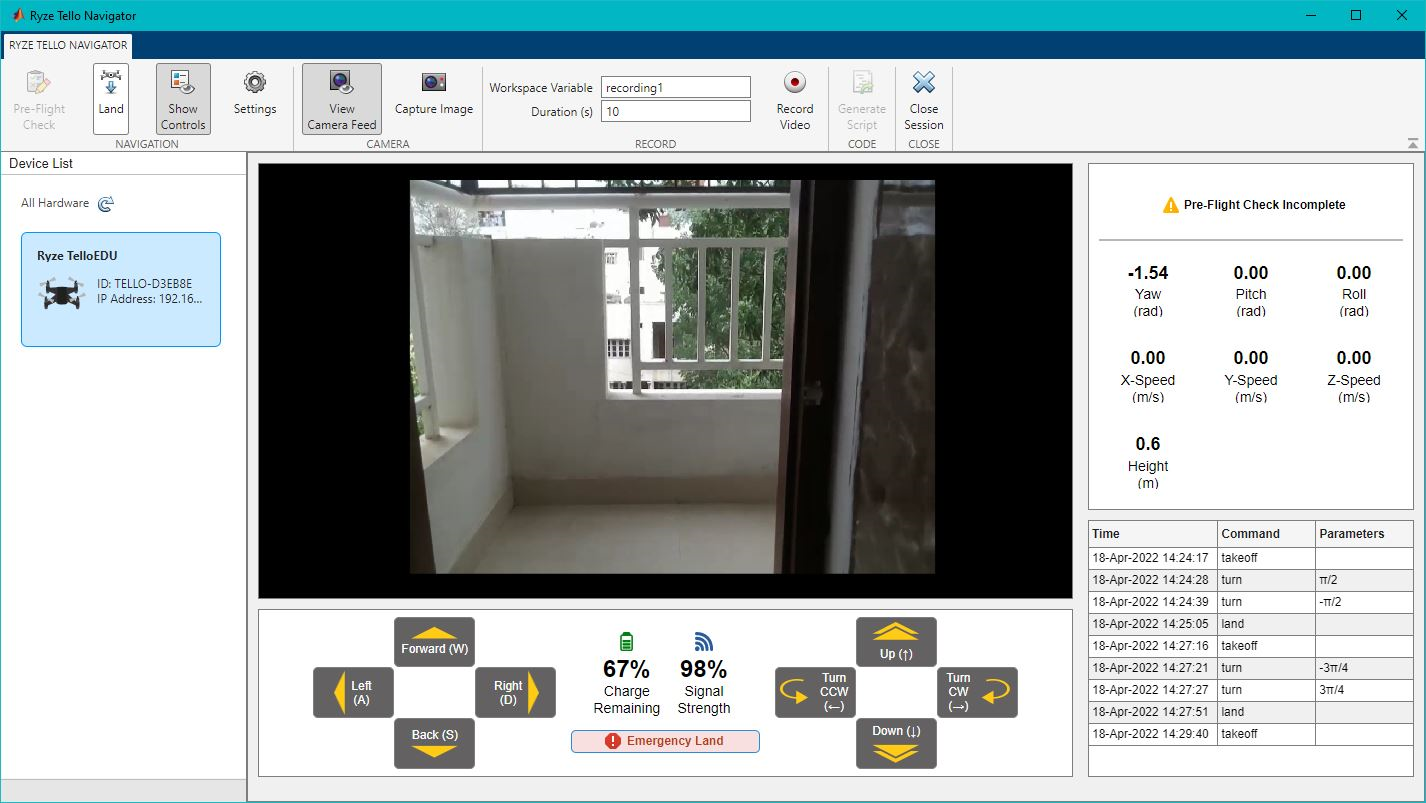 Ryze Tello Navigator
RYZE TELLO NAVIGATOR
Pre-Flight
Check
Land
Show
Controls
Settings
NAVIGATION
View
Camera Feed
Capture Image
CAMERA
Workspace Variable
recording1
Duration (s)
10
Record
Video
RECORD
Generate
Script
CODE
Close
Session
CLOSE
Device List
All Hardware
Ryze TelloEDU
ID: TELLO-D3EB8E
IP Address: 192.16...
Forward (W)
Left
(A)
Right
(D)
Back (S)
67%
Charge
Remaining
98%
Signal
Strength
Emergency Land
Up (↑)
Turn
CCW
(←)
Turn
CW
(→)
Down (↓)
Pre-Flight Check Incomplete
-1.54
Yaw
(rad)
0.00
Pitch
(rad)
0.00
Roll
(rad)
0.00
X-Speed
(m/s)
0.00
Y-Speed
(m/s)
0.00
Z-Speed
(m/s)
0.6
Height
(m)
Time Command Parameters
18-Apr-2022 14:24:17 takeoff
18-Apr-2022 14:24:28 turn π/2
18-Apr-2022 14:24:39 turn -π/2
18-Apr-2022 14:25:05 land
18-Apr-2022 14:27:16 takeoff
18-Apr-2022 14:27:21 turn -3π/4
18-Apr-2022 14:27:27 turn 3π/4
18-Apr-2022 14:27:51 land
18-Apr-2022 14:29:40 takeoff